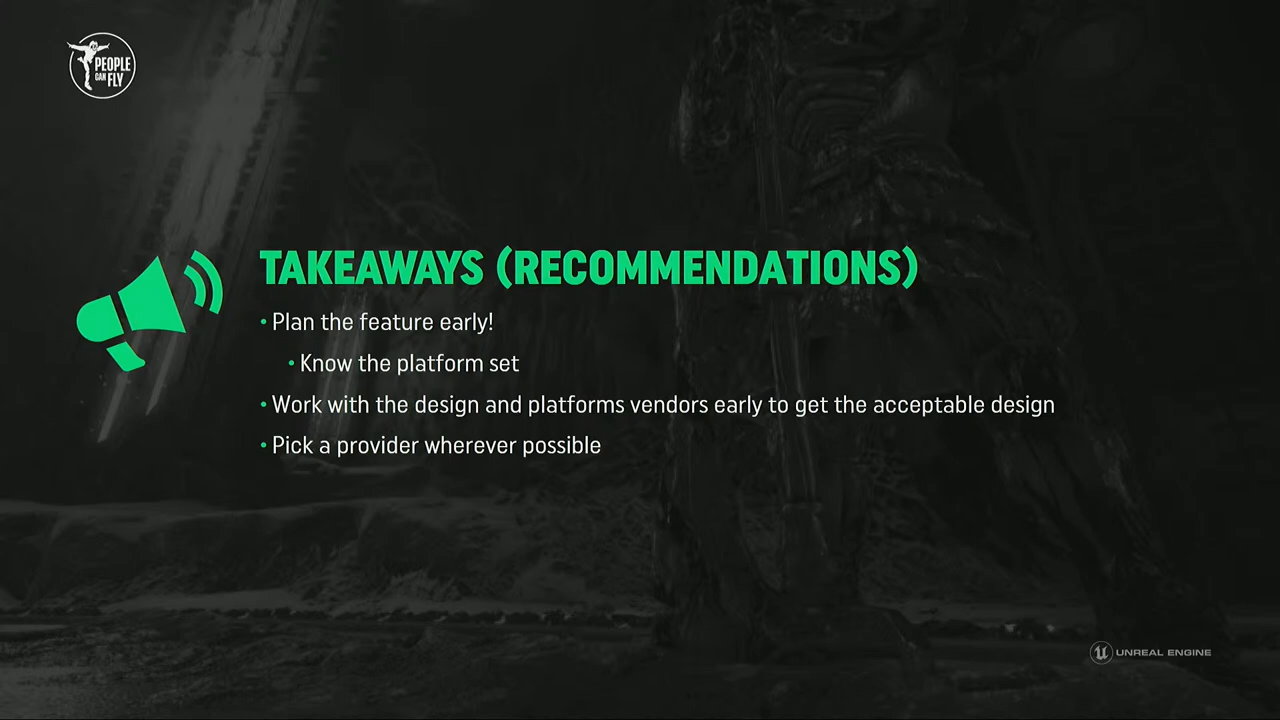 PEOPLE
CAN FLY
TAKEAWAYS (RECOMMENDATIONS)
• Plan the feature early!
• Know the platform set
• Work with the design and platforms vendors early to get the acceptable design
• Pick a provider wherever possible
UNREAL ENGINE